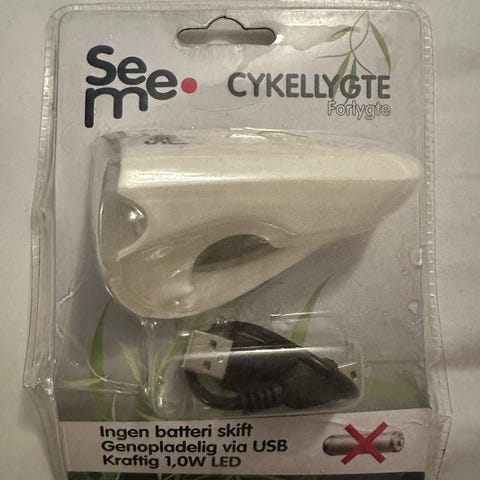 See
me
CYKELLYGTE
Forlygte
Ingen batteri skift
Genopladelig via USB
Kraftig 1,0W LED